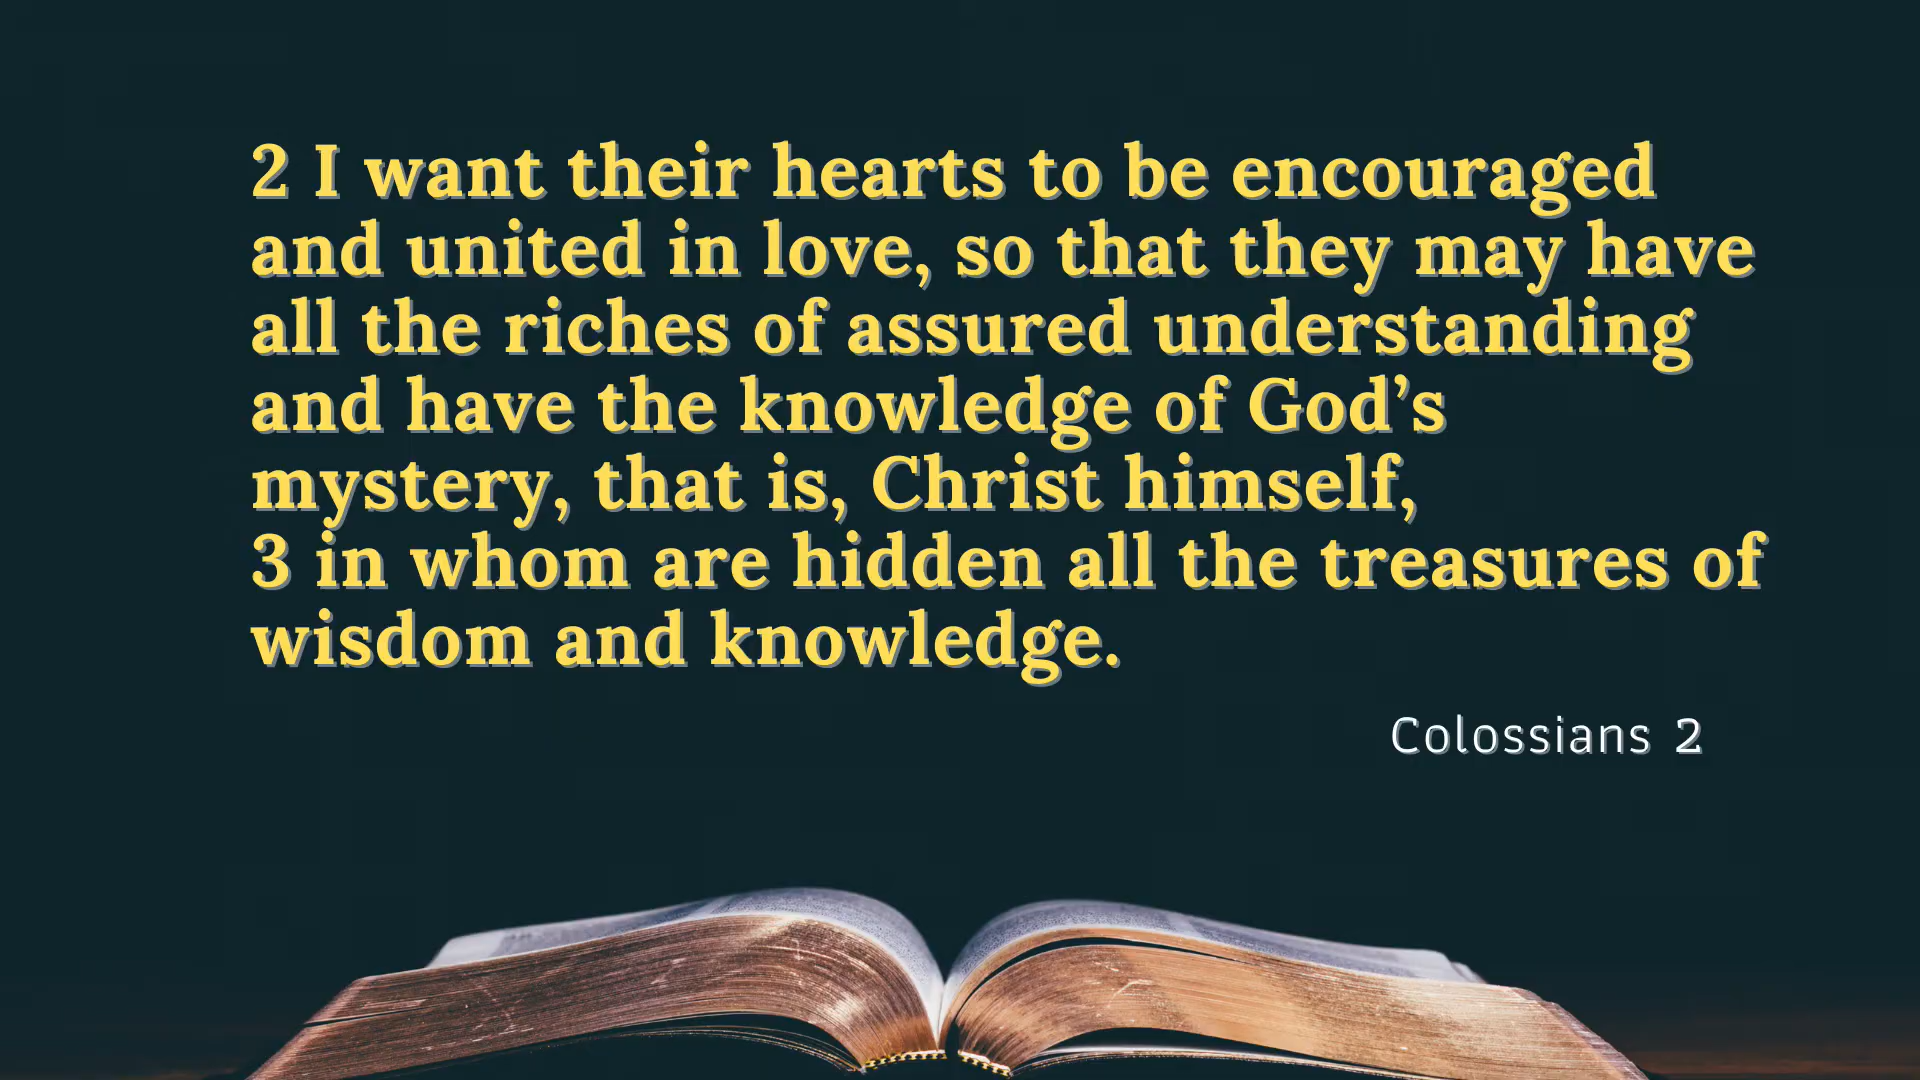 2 I want their hearts to be encouraged
and united in love, so that they may have
all the riches of assured understanding
and have the knowledge of God’s
mystery, that is, Christ himself,
3 in whom are hidden all the treasures of
wisdom and knowledge.
Colossians 2